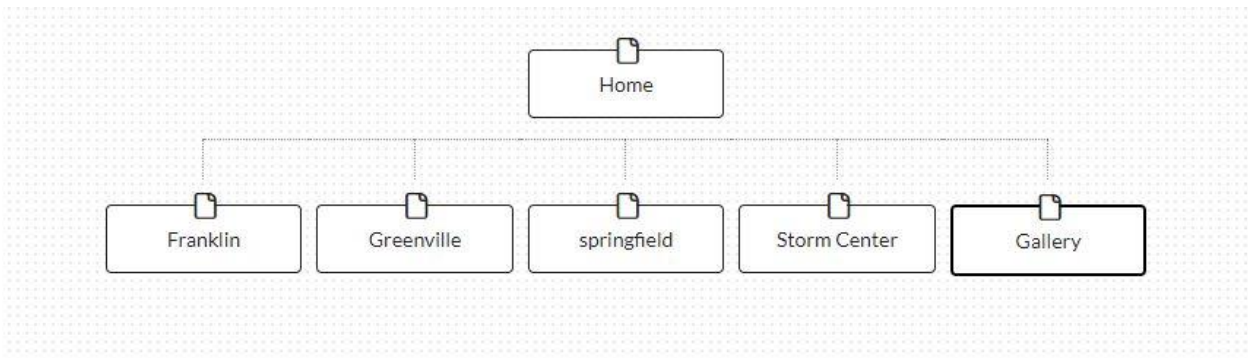 Home
Franklin
Greenville
springfield
Storm Center
Gallery